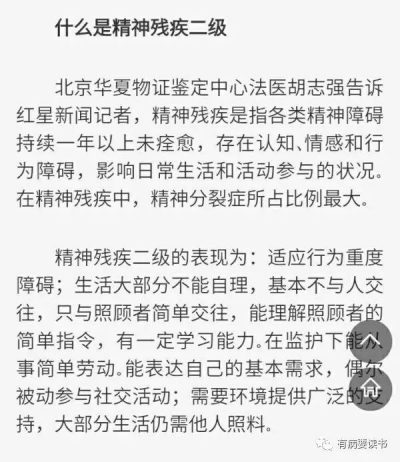 什么是精神残疾二级
北京华夏物证鉴定中心法医胡志强告诉
红星新闻记者，精神残疾是指各类精神障碍
持续一年以上未痊愈，存在认知、情感和行
为障碍，影响日常生活和活动参与的状况。
在精神残疾中，精神分裂症所占比例最大。
精神残疾二级的表现为：适应行为重度
障碍；生活大部分不能自理，基本不与人交
往，只与照顾者简单交往，能理解照顾者的
简单指令，有一定学习能力。在监护下能从
事简单劳动。能表达自己的基本需求，偶尔
被动参与社交活动；需要环境提供广泛的支
持，大部分生活仍需他人照料。
有病要读书